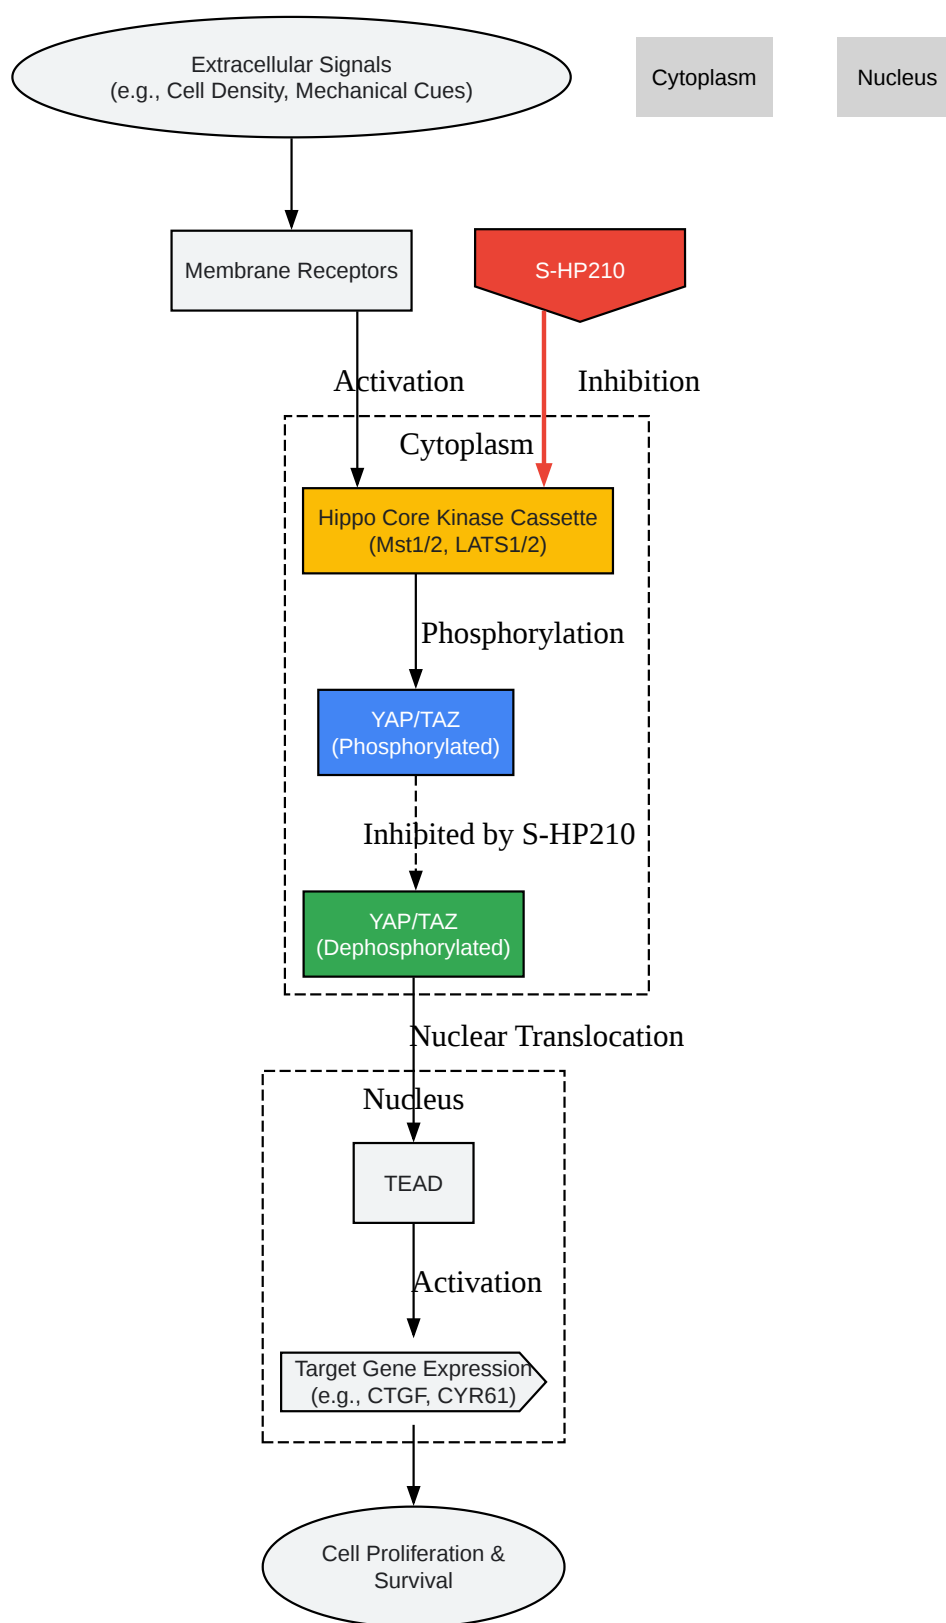 Extracellular Signals
(e.g., Cell Density, Mechanical Cues)
Cytoplasm
Nucleus
Membrane Receptors
S-HP210
Activation
Inhibition
Cytoplasm
Hippo Core Kinase Cassette
(Mst1/2, LATS1/2)
Phosphorylation
YAP/TAZ
(Phosphorylated)
Inhibited by S-HP210
YAP/TAZ
(Dephosphorylated)
Nuclear Translocation
Nucleus
TEAD
Activation
Target Gene Expression
(e.g., CTGF, CYR61)
Cell Proliferation &
Survival